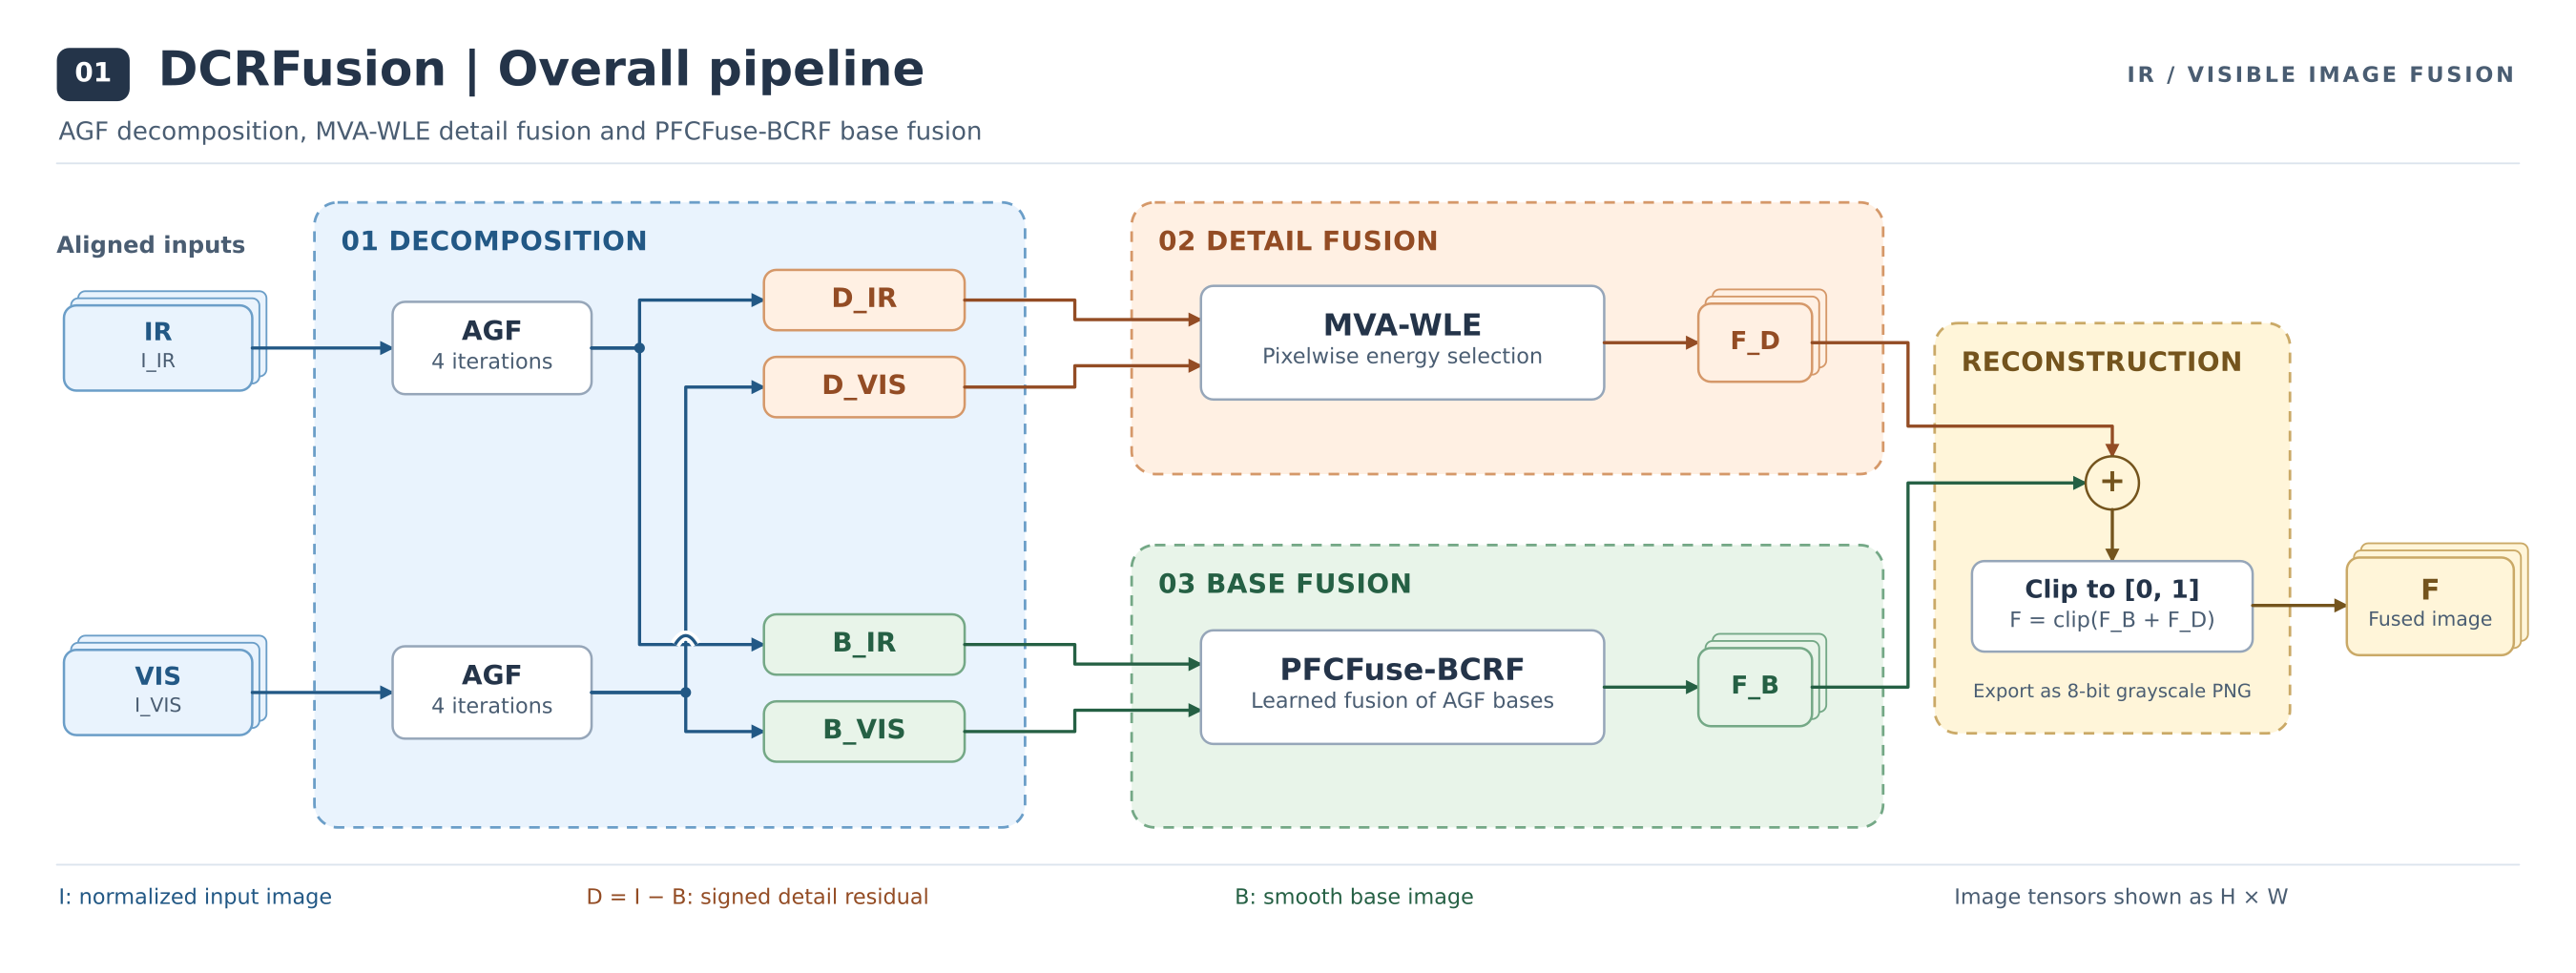 01
DCRFusion | Overall pipeline
IR / VISIBLE IMAGE FUSION
AGF decomposition, MVA-WLE detail fusion and PFCFuse-BCRF base fusion
Aligned inputs
IR
I_IR
VIS
I_VIS
01 DECOMPOSITION
AGF
4 iterations
AGF
4 iterations
D_IR
D_VIS
B_IR
B_VIS
02 DETAIL FUSION
MVA-WLE
Pixelwise energy selection
F_D
03 BASE FUSION
PFCFuse-BCRF
Learned fusion of AGF bases
F_B
RECONSTRUCTION
+
Clip to [0, 1]
F = clip(F_B + F_D)
Export as 8-bit grayscale PNG
F
Fused image
I: normalized input image
D = I − B: signed detail residual
B: smooth base image
Image tensors shown as H × W